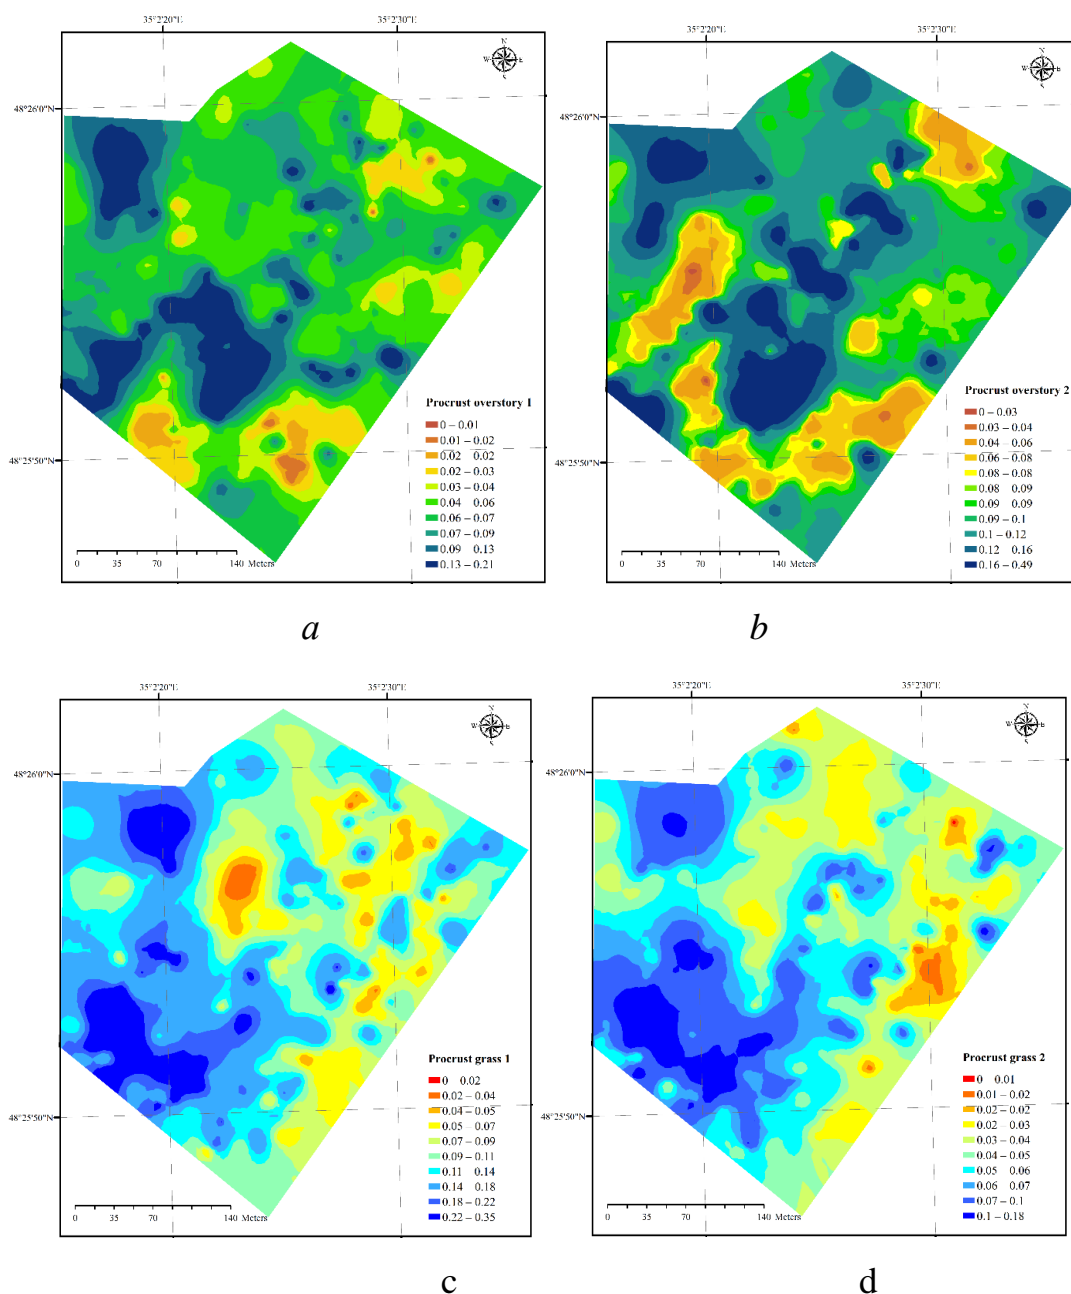 35°2'20"E 35°2'30"E
48°26'0"N
N
W E
S
Procrust overstory 1
0 – 0.01
0.01 – 0.02
0.02 0.02
0.02 – 0.03
0.03 – 0.04
0.04 0.06
0.06 – 0.07
0.07 – 0.09
0.09 0.13
0.13 – 0.21
48°25'50"N
0 35 70 140 Meters
a
35°2'20"E 35°2'30"E
48°26'0"N
N
W E
S
Procrust overstory 2
0 – 0.03
0.03 – 0.04
0.04 – 0.06
0.06 – 0.08
0.08 – 0.08
0.08 0.09
0.09 0.09
0.09 – 0.1
0.1 – 0.12
0.12 0.16
0.16 – 0.49
48°25'50"N
0 35 70 140 Meters
b
35°2'20"E 35°2'30"E
48°26'0"N
N
W E
S
Procrust grass 1
0 0.02
0.02 – 0.04
0.04 – 0.05
0.05 – 0.07
0.07 – 0.09
0.09 – 0.11
0.11 0.14
0.14 0.18
0.18 – 0.22
0.22 – 0.35
48°25'50"N
0 35 70 140 Meters
c
35°2'20"E 35°2'30"E
48°26'0"N
N
W E
S
Procrust grass 2
0 0.01
0.01 – 0.02
0.02 – 0.02
0.02 – 0.03
0.03 – 0.04
0.04 – 0.05
0.05 0.06
0.06 0.07
0.07 – 0.1
0.1 – 0.18
48°25'50"N
0 35 70 140 Meters
d